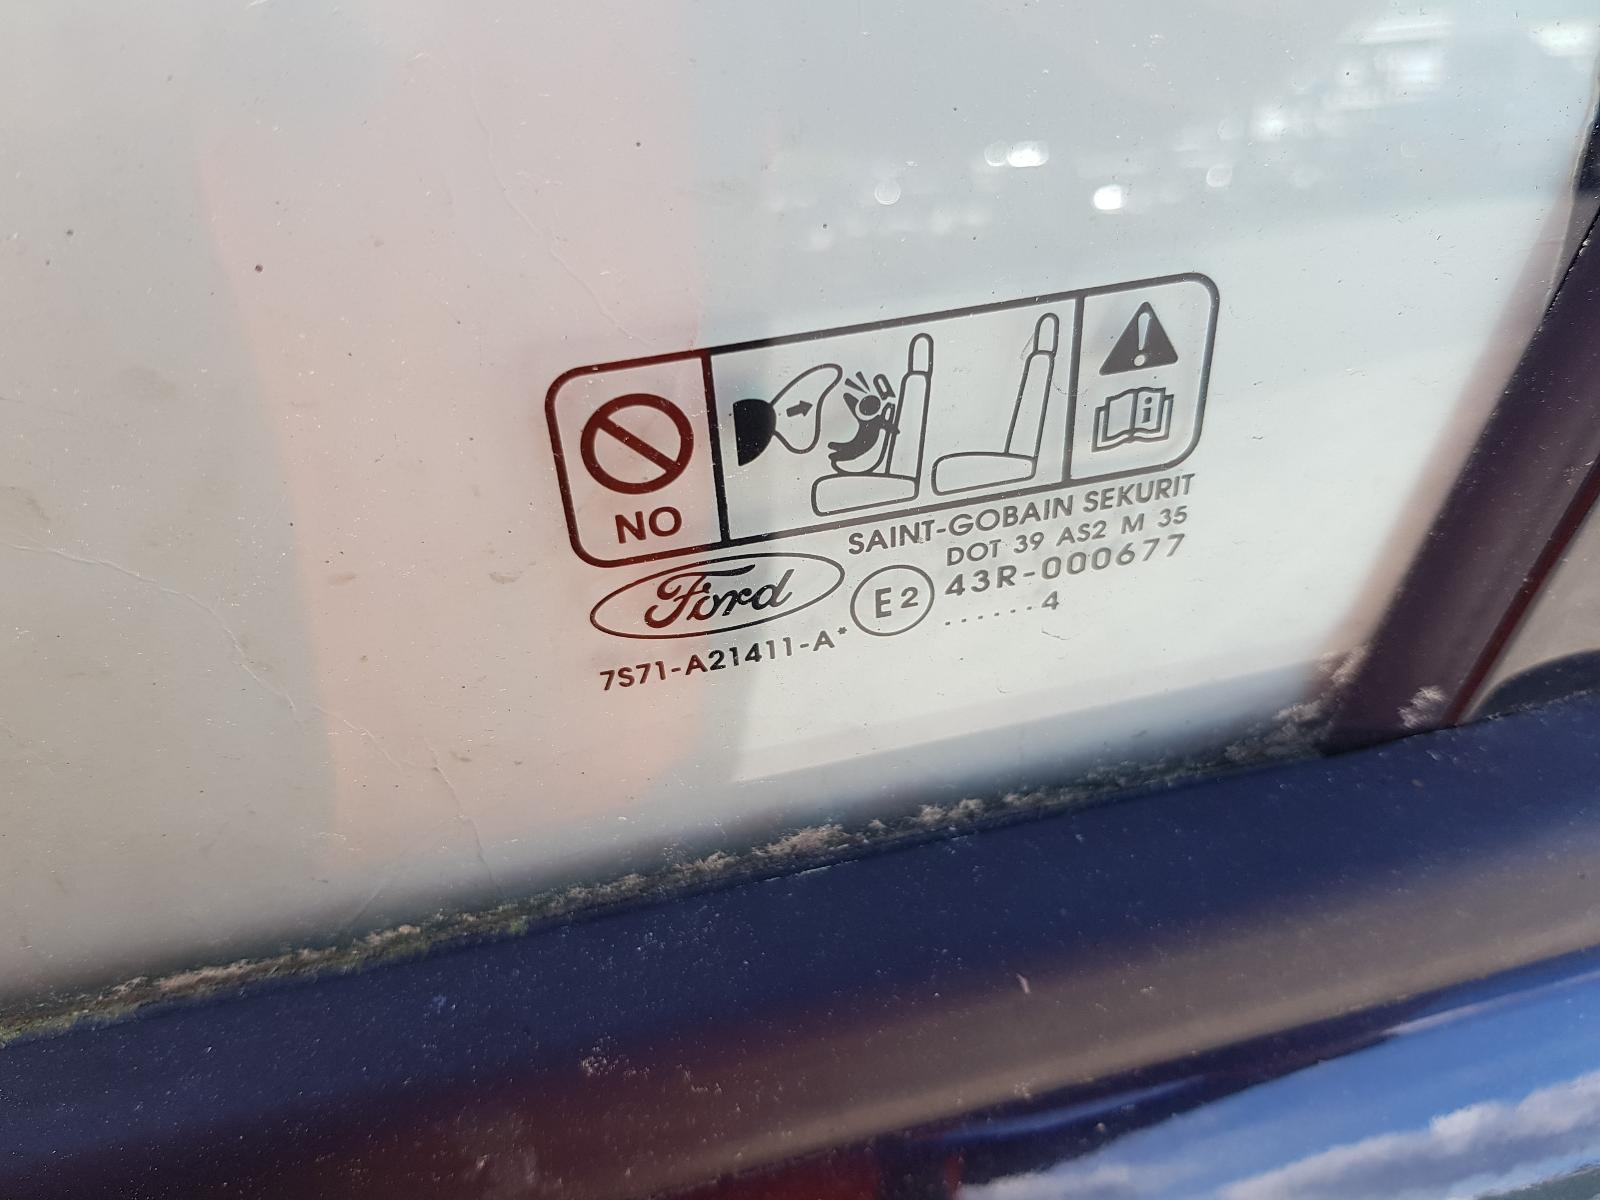 NO
SAINT-GOBAIN SEKURIT
DOT 39 AS2 M 35
Ford
E2 43R-000677
......4
7S71-A21411-A*